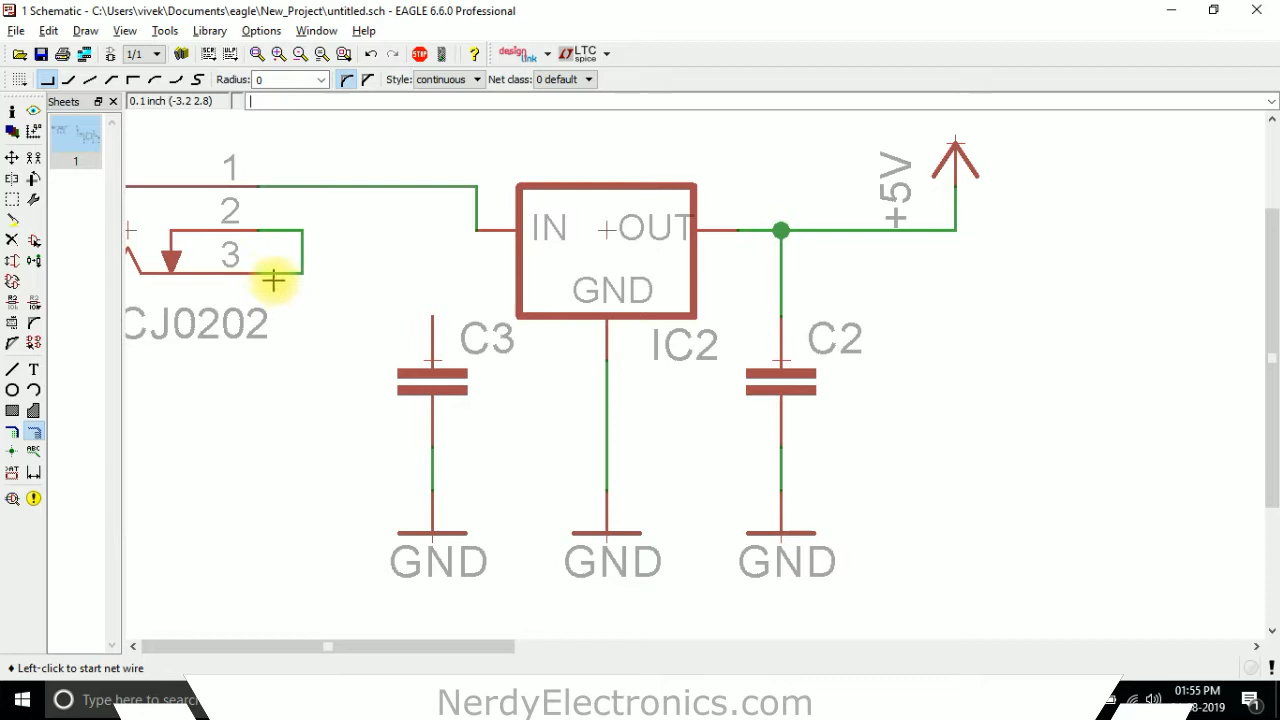 1 Schematic - C:\Users\vivek\Documents\eagle\New_Project\untitled.sch - EAGLE 6.6.0 Professional
File Edit Draw View Tools Library Options Window Help
1/1 STOP design link LTC spice
Radius: 0 Style: continuous Net class: 0 default
Sheets 0.1 inch (-3.2 2.8)
1
1
2
3
CJ0202
IN OUT
GND
IC2
C3
C2
+5V
GND GND GND
Left-click to start net wire
Type here to search
NerdyElectronics.com
01:55 PM